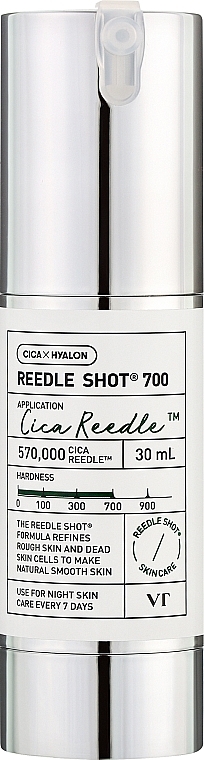 CICA×HYALON
REEDLE SHOT® 700
APPLICATION
Cica Reedle™
570,000 CICA REEDLE™ 30 mL
HARDNESS
0 100 300 700 900
THE REEDLE SHOT®
FORMULA REFINES
ROUGH SKIN AND DEAD
SKIN CELLS TO MAKE
NATURAL SMOOTH SKIN
REEDLE SHOT®
SKINCARE
USE FOR NIGHT SKIN
CARE EVERY 7 DAYS
VT